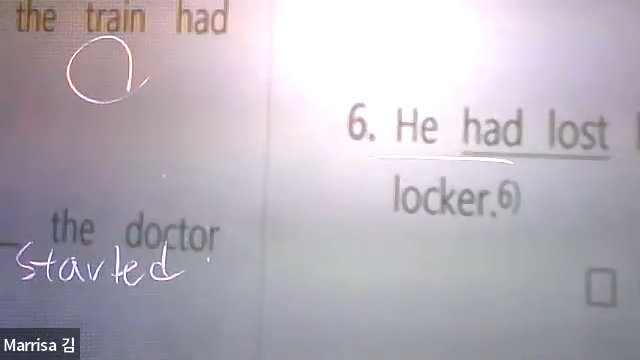 the train had
a
6. He had lost
locker.6)
the doctor
started
Marrisa 김